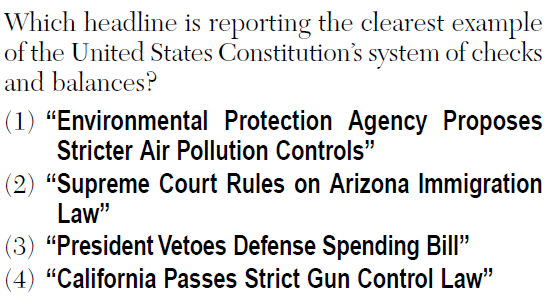 Which headline is reporting the clearest example
of the United States Constitution's system of checks
and balances?
(1) “Environmental Protection Agency Proposes
Stricter Air Pollution Controls”
(2) “Supreme Court Rules on Arizona Immigration
Law”
(3) “President Vetoes Defense Spending Bill”
(4) “California Passes Strict Gun Control Law”